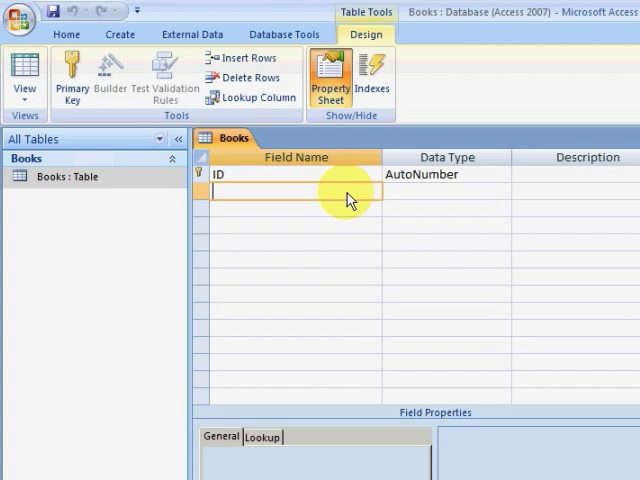 Table Tools
Books : Database (Access 2007) - Microsoft Access
Home
Create
External Data
Database Tools
Design
View
Primary Key
Builder
Test Validation Rules
Insert Rows
Delete Rows
Lookup Column
Property Sheet
Indexes
Views
Tools
Show/Hide
All Tables
Books
Books : Table
Books
Field Name
Data Type
Description
ID
AutoNumber
Field Properties
General
Lookup